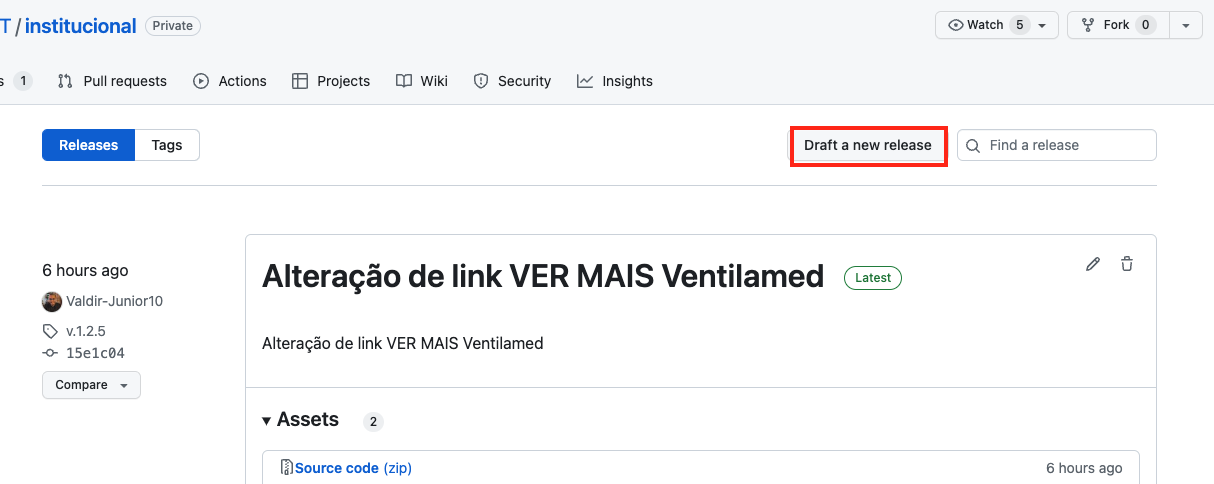 T / institucional Private Watch 5 Fork 0
s 1 Pull requests Actions Projects Wiki Security Insights
Releases Tags Draft a new release Find a release
6 hours ago
Valdir-Junior10
v.1.2.5
15e1c04
Compare
Alteração de link VER MAIS Ventilamed Latest
Alteração de link VER MAIS Ventilamed
Assets 2
Source code (zip) 6 hours ago